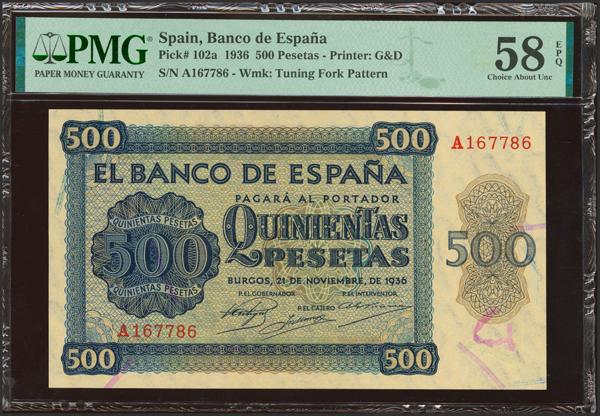 PMG
PAPER MONEY GUARANTY
Spain, Banco de España
Pick# 102a 1936 500 Pesetas - Printer: G&D
S/N A167786 - Wmk: Tuning Fork Pattern
58 EPQ
Choice About Unc
500
500
A167786
EL BANCO DE ESPAÑA
PAGARÁ AL PORTADOR
QUINIENTAS PESETAS
500
QUINIENTAS PESETAS
QUINIENTAS
PESETAS
500
BURGOS, 21 DE NOVIEMBRE, DE 1936
P.EL GOBERNADOR
P.EL CAJERO
P.EL INTERVENTOR
A167786
500
500